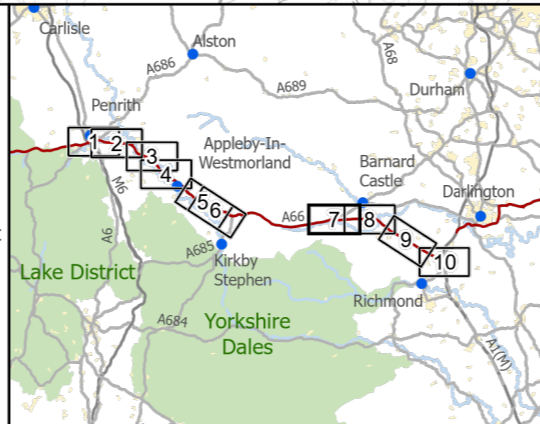 Carlisle
Alston
A68
A686
A689
Durham
Penrith
Appleby-In-
Westmorland
Barnard
Castle
Darlington
1
2
3
4
5
6
7
8
9
10
M6
A66
A6
A685
Kirkby
Stephen
Lake District
Richmond
A684
Yorkshire
Dales
A1(M)